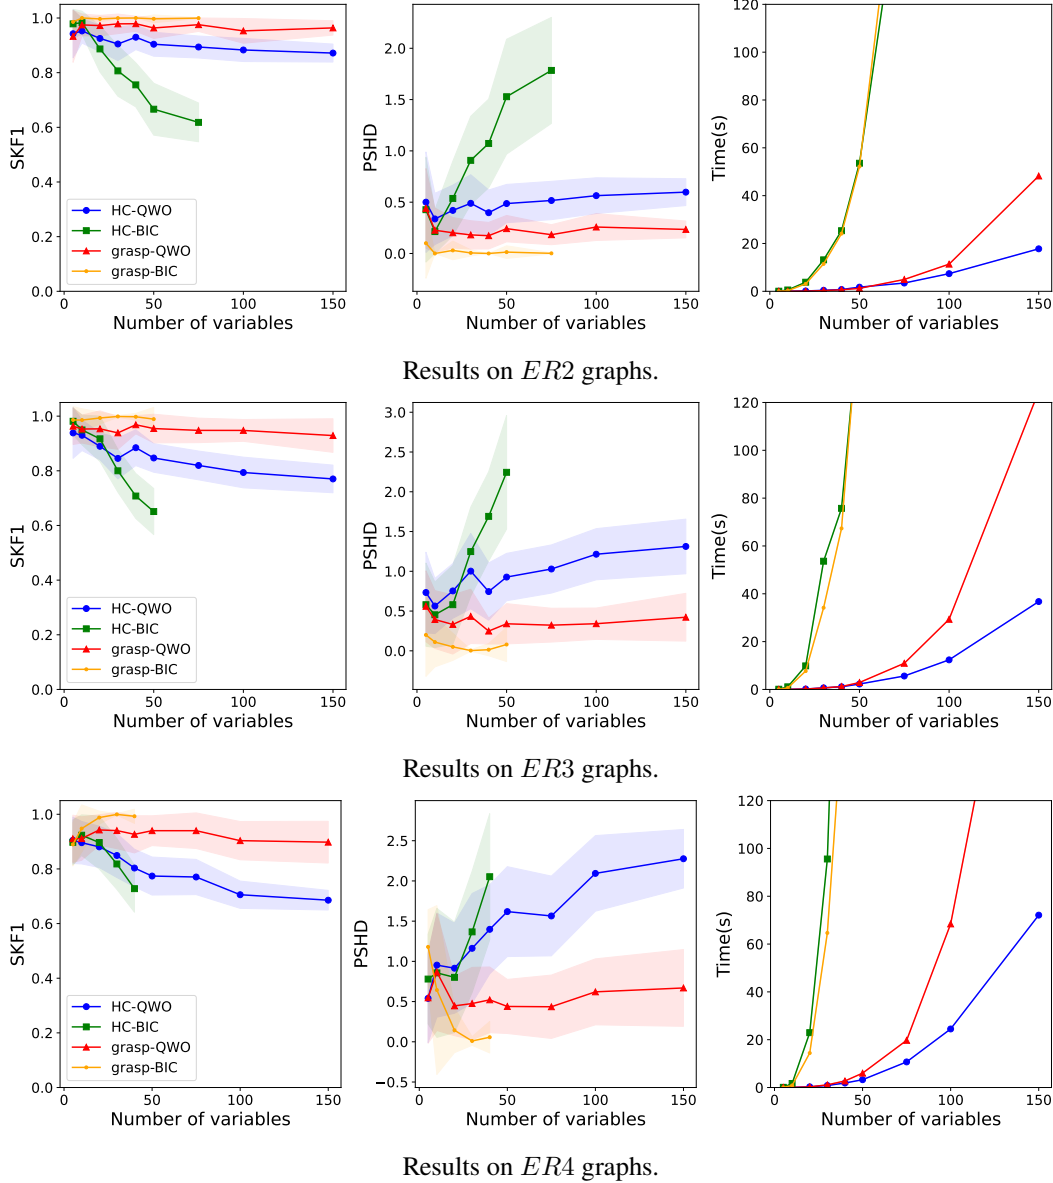 1.0
0.8
0.6
0.4
0.2
0.0
SKF1
HC-QWO
HC-BIC
grasp-QWO
grasp-BIC
0 50 100 150
Number of variables
2.0
1.5
1.0
0.5
0.0
PSHD
0 50 100 150
Number of variables
120
100
80
60
40
20
0
Time(s)
0 50 100 150
Number of variables
Results on ER2 graphs.
1.0
0.8
0.6
0.4
0.2
0.0
SKF1
HC-QWO
HC-BIC
grasp-QWO
grasp-BIC
0 50 100 150
Number of variables
3.0
2.5
2.0
1.5
1.0
0.5
0.0
PSHD
0 50 100 150
Number of variables
120
100
80
60
40
20
0
Time(s)
0 50 100 150
Number of variables
Results on ER3 graphs.
1.0
0.8
0.6
0.4
0.2
0.0
SKF1
HC-QWO
HC-BIC
grasp-QWO
grasp-BIC
0 50 100 150
Number of variables
2.5
2.0
1.5
1.0
0.5
0.0
−0.5
PSHD
0 50 100 150
Number of variables
120
100
80
60
40
20
0
Time(s)
0 50 100 150
Number of variables
Results on ER4 graphs.